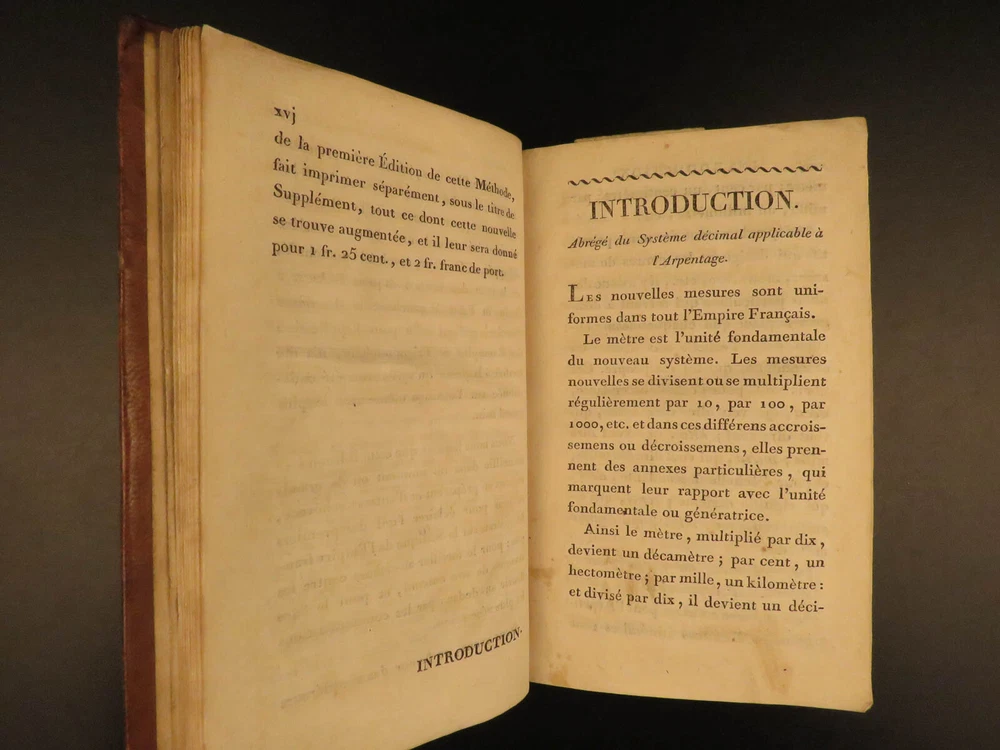 xvj
de la première Édition de cette Méthode,
fait imprimer séparément, sous le titre de
Supplément, tout ce dont cette nouvelle
se trouve augmentée, et il leur sera donné
pour 1 fr. 25 cent., et 2 fr. franc de port.
INTRODUCTION.
INTRODUCTION.
Abrégé du Système décimal applicable à
l'Arpentage.
LES nouvelles mesures sont uni-
formes dans tout l'Empire Français.
Le mètre est l'unité fondamentale
du nouveau système. Les mesures
nouvelles se divisent ou se multiplient
régulièrement par 10, par 100, par
1000, etc. et dans ces différens accrois-
semens ou décroissemens, elles pren-
nent des annexes particulières, qui
marquent leur rapport avec l'unité
fondamentale ou génératrice.
Ainsi le mètre, multiplié par dix,
devient un décamètre; par cent, un
hectomètre; par mille, un kilomètre:
et divisé par dix, il devient un déci-